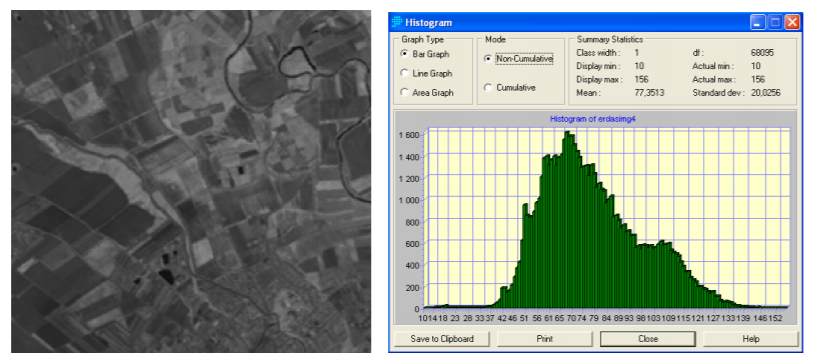 Histogram
Graph Type
Bar Graph
Line Graph
Area Graph
Mode
Non-Cumulative
Cumulative
Summary Statistics
Class width : 1 df : 68095
Display min : 10 Actual min : 10
Display max : 156 Actual max : 156
Mean : 77,3513 Standard dev : 20,0256
Histogram of erdasimg4
1 600
1 400
1 200
1 000
800
600
400
200
0
10 14 18 23 28 33 37 42 46 51 56 61 65 70 74 79 84 89 93 98 103 109 115 121 127 133 139 146 152
Save to Clipboard Print Close Help